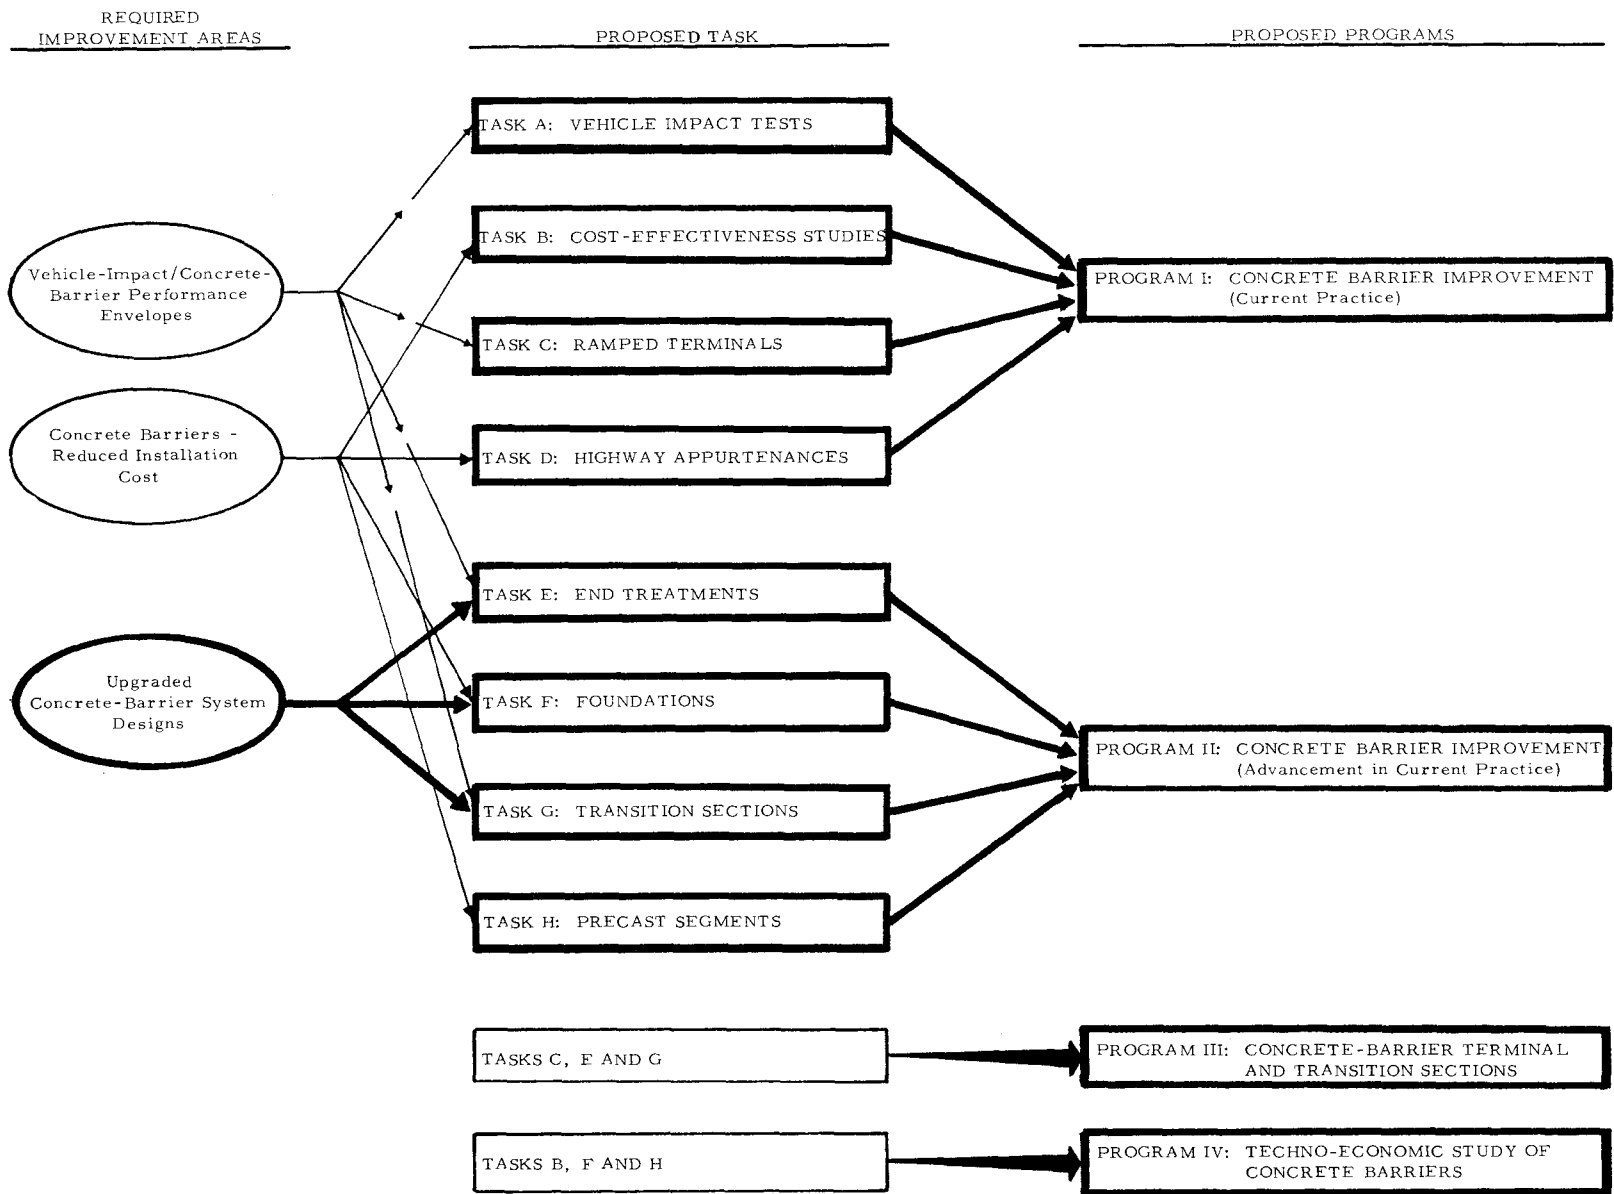 REQUIRED
IMPROVEMENT AREAS
PROPOSED TASK
PROPOSED PROGRAMS
TASK A: VEHICLE IMPACT TESTS
TASK B: COST-EFFECTIVENESS STUDIES
TASK C: RAMPED TERMINALS
TASK D: HIGHWAY APPURTENANCES
TASK E: END TREATMENTS
TASK F: FOUNDATIONS
TASK G: TRANSITION SECTIONS
TASK H: PRECAST SEGMENTS
TASKS C, E AND G
TASKS B, F AND H
Vehicle-Impact/Concrete-
Barrier Performance
Envelopes
Concrete Barriers -
Reduced Installation
Cost
Upgraded
Concrete-Barrier System
Designs
PROGRAM I: CONCRETE BARRIER IMPROVEMENT
(Current Practice)
PROGRAM II: CONCRETE BARRIER IMPROVEMENT
(Advancement in Current Practice)
PROGRAM III: CONCRETE-BARRIER TERMINAL
AND TRANSITION SECTIONS
PROGRAM IV: TECHNO-ECONOMIC STUDY OF
CONCRETE BARRIERS